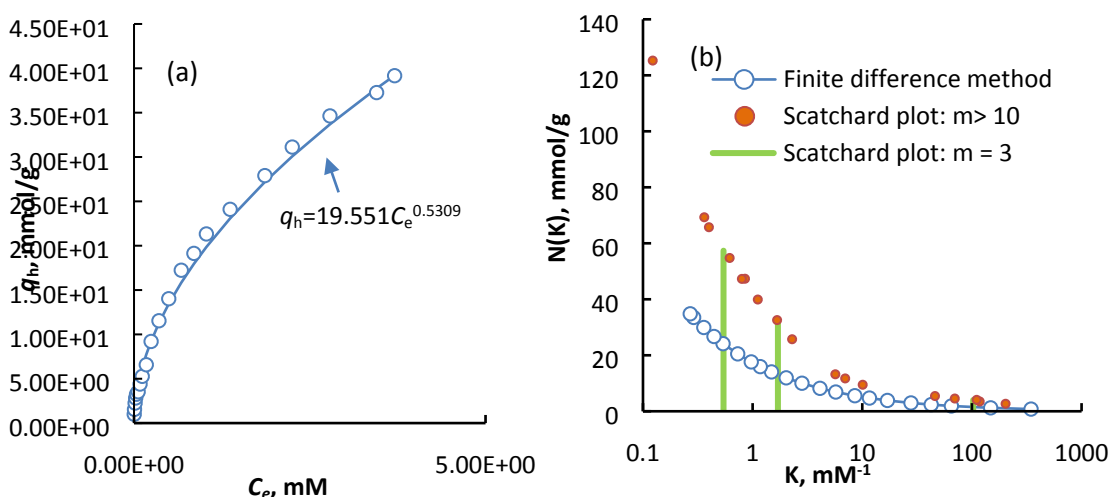 4.50E+01
4.00E+01
3.50E+01
3.00E+01
2.50E+01
2.00E+01
1.50E+01
1.00E+01
5.00E+00
0.00E+00
qh, mmol/g
(a)
qh=19.551Ce0.5309
0.00E+00 5.00E+00
Ce, mM
140
120
100
80
60
40
20
0
N(K), mmol/g
(b)
Finite difference method
Scatchard plot: m> 10
Scatchard plot: m = 3
0.1 1 10 100 1000
K, mM-1